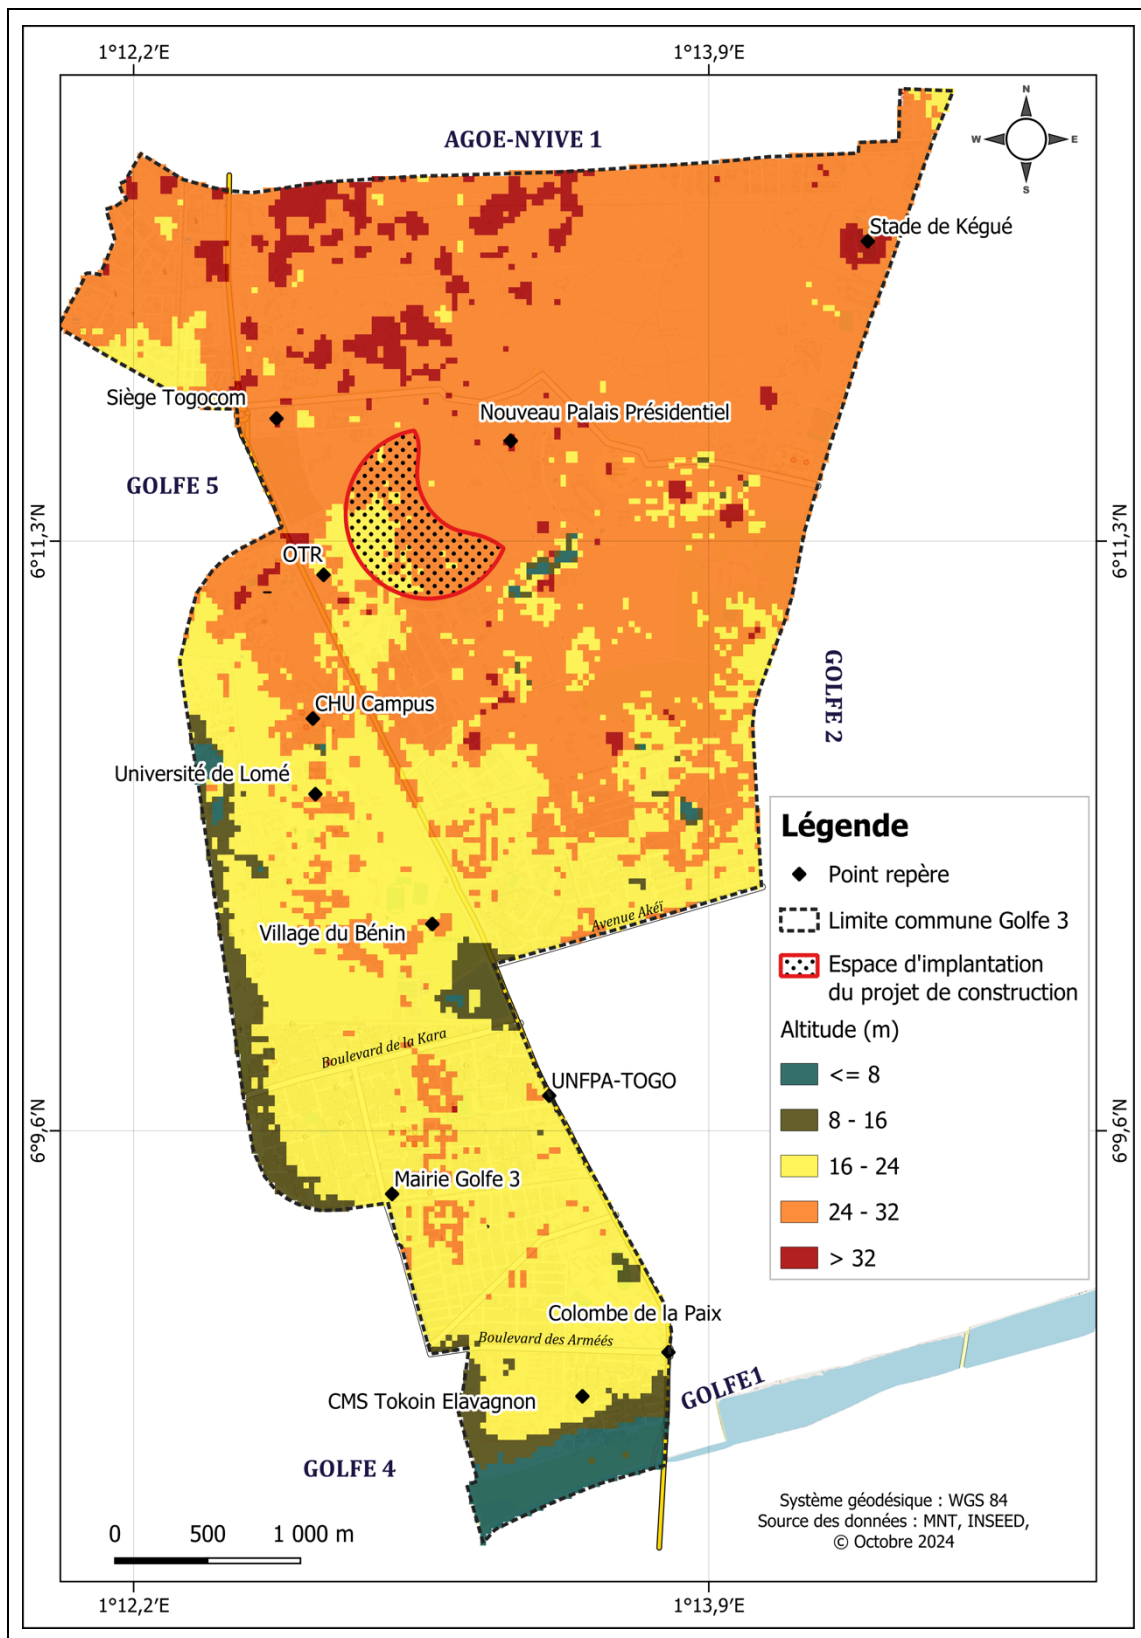 1°12,2′E
1°13,9′E
N
W
E
S
AGOE-NYIVE 1
Stade de Kégué
Siège Togocom
Nouveau Palais Présidentiel
GOLFE 5
6°11,3′N
6°11,3′N
OTR
GOLFE 2
CHU Campus
Université de Lomé
Légende
Point repère
Limite commune Golfe 3
Espace d'implantation
du projet de construction
Altitude (m)
<= 8
8 - 16
16 - 24
24 - 32
> 32
Avenue Akéï
Village du Bénin
Boulevard de la Kara
UNFPA-TOGO
6°9,6′N
6°9,6′N
Mairie Golfe 3
Colombe de la Paix
Boulevard des Arméés
GOLFE1
CMS Tokoin Elavagnon
GOLFE 4
Système géodésique : WGS 84
Source des données : MNT, INSEED,
© Octobre 2024
0
500
1 000 m
1°12,2′E
1°13,9′E